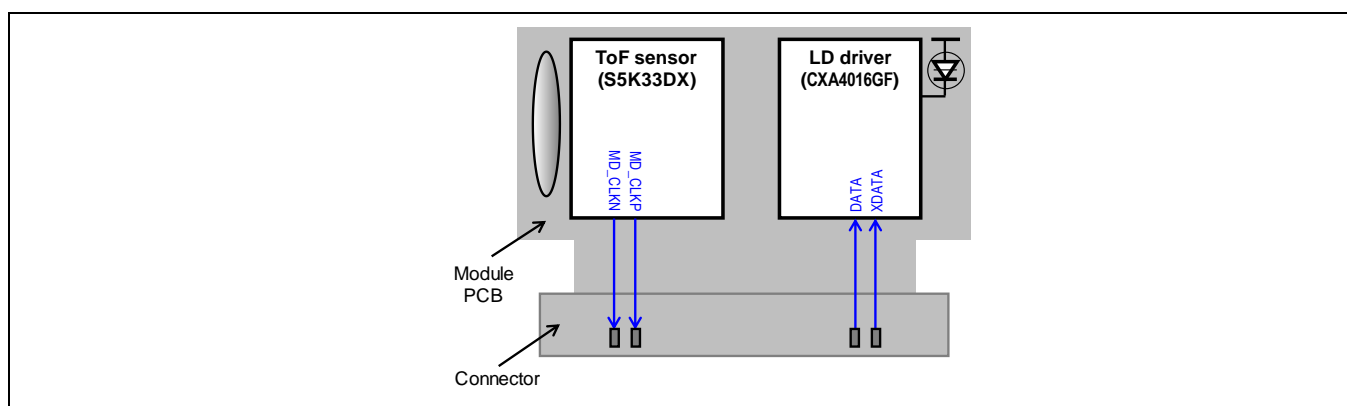 ToF sensor
(S5K33DX)
LD driver
(CXA4016GF)
MD_CLKN
MD_CLKP
DATA
XDATA
Module
PCB
Connector